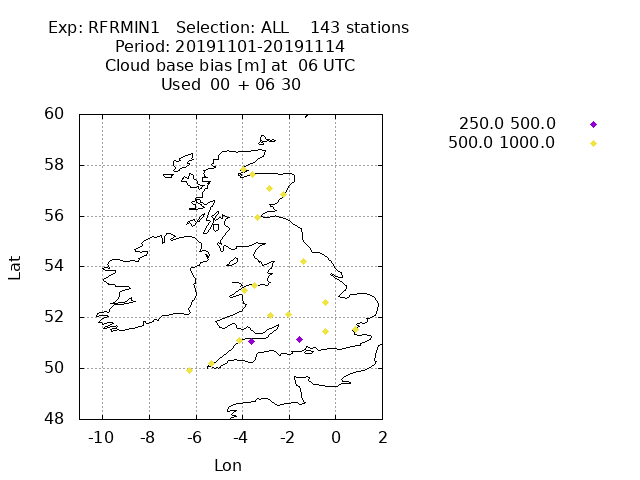 Exp: RFRMIN1 Selection: ALL 143 stations
Period: 20191101-20191114
Cloud base bias [m] at 06 UTC
Used 00 + 06 30
250.0 500.0
500.0 1000.0
60
58
56
54
52
50
48
-10 -8 -6 -4 -2 0 2
Lat
Lon